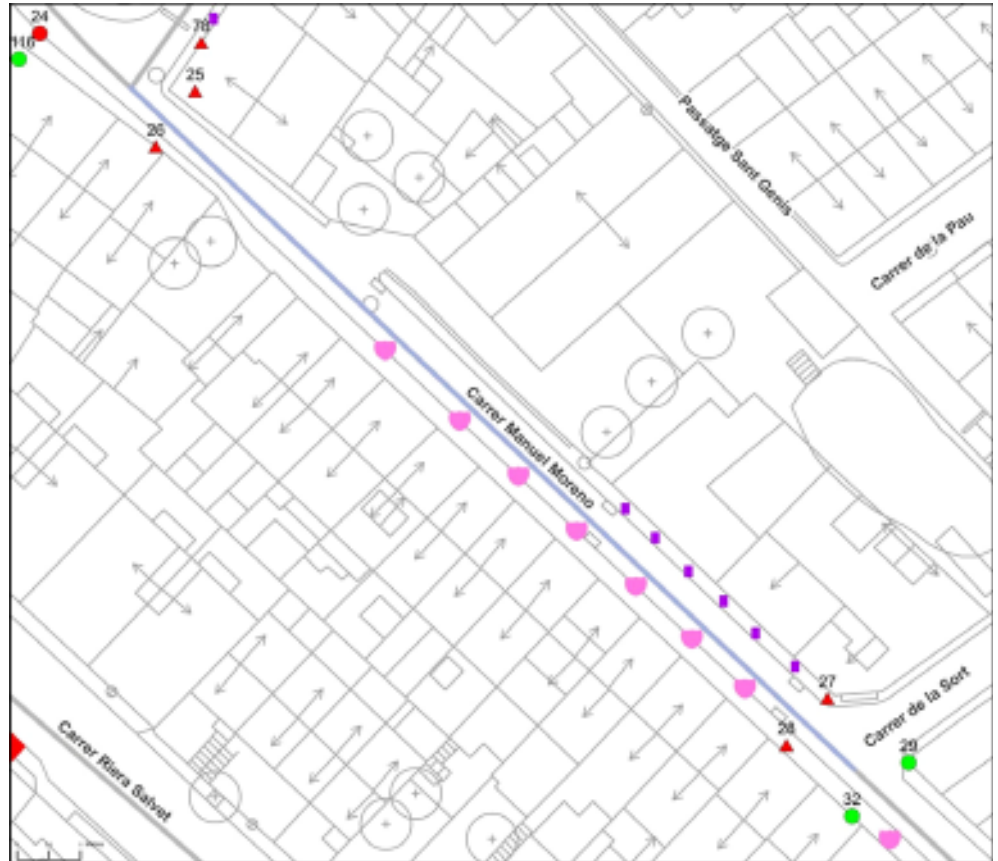 24
78
116
25
26
Passatge Sant Genis
Carrer de la Pau
Carrer Manuel Moreno
27
Carrer de la Sort
28
29
Carrer Riera Salvet
32